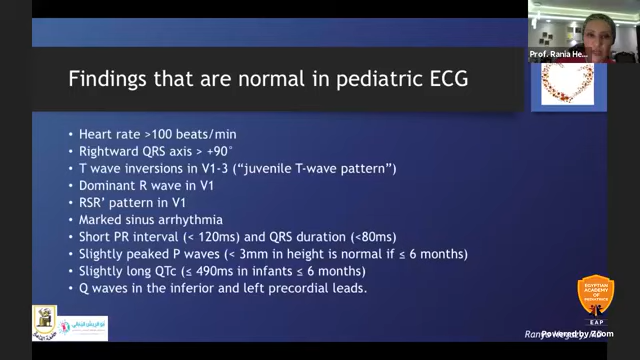 Prof. Rania He...
Findings that are normal in pediatric ECG
• Heart rate >100 beats/min
• Rightward QRS axis > +90°
• T wave inversions in V1-3 (“juvenile T-wave pattern”)
• Dominant R wave in V1
• RSR’ pattern in V1
• Marked sinus arrhythmia
• Short PR interval (< 120ms) and QRS duration (<80ms)
• Slightly peaked P waves (< 3mm in height is normal if ≤ 6 months)
• Slightly long QTc (≤ 490ms in infants ≤ 6 months)
• Q waves in the inferior and left precordial leads.
EGYPTIAN
ACADEMY
OF
PEDIATRICS
EAP
Powered by Zoom